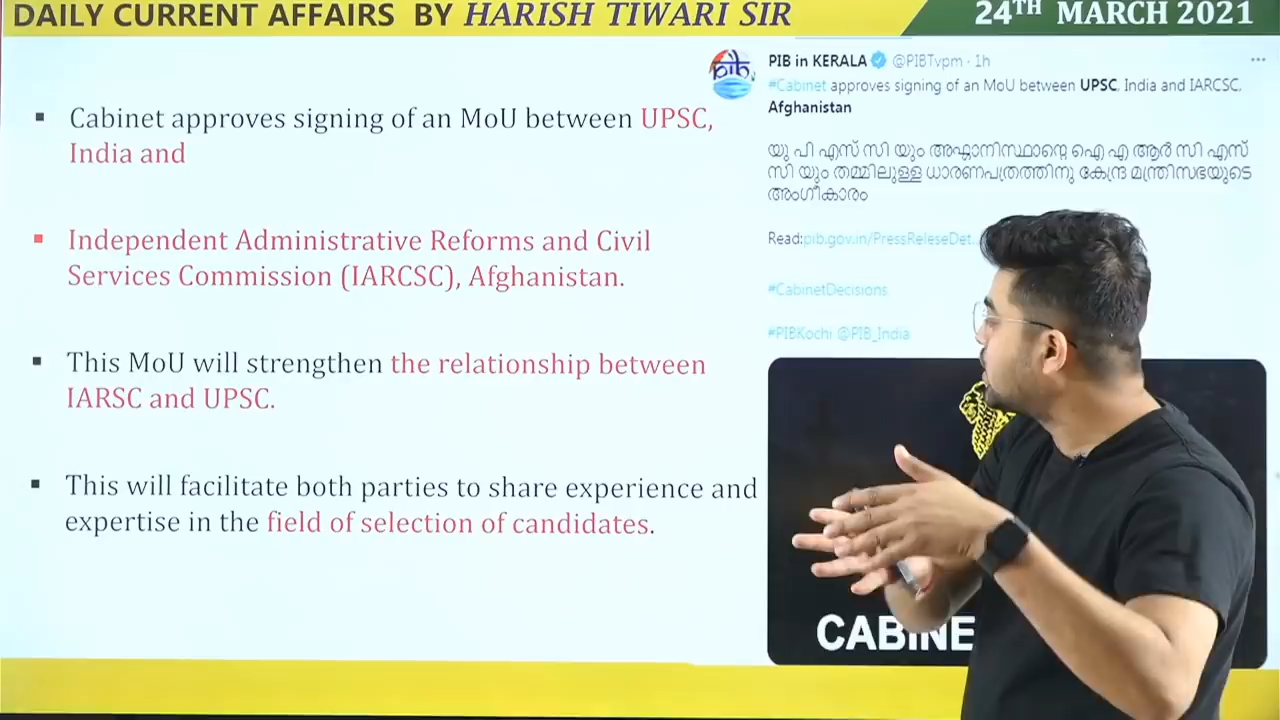 DAILY CURRENT AFFAIRS BY HARISH TIWARI SIR
24TH MARCH 2021
▪ Cabinet approves signing of an MoU between UPSC,
India and
▪ Independent Administrative Reforms and Civil
Services Commission (IARCSC), Afghanistan.
▪ This MoU will strengthen the relationship between
IARSC and UPSC.
▪ This will facilitate both parties to share experience and
expertise in the field of selection of candidates.
pib
PIB in KERALA @PIBTvpm · 1h
#Cabinet approves signing of an MoU between UPSC, India and IARCSC,
Afghanistan
യു പി എസ് സി യും അഫ്ഗാനിസ്ഥാന്റെ ഐ എ ആർ സി എസ്
സി യും തമ്മിലുള്ള ധാരണപത്രത്തിനു കേന്ദ്ര മന്ത്രിസഭയുടെ
അംഗീകാരം
Read:pib.gov.in/PressReleseDet...
#CabinetDecisions
#PIBKochi @PIB_India
CABINE